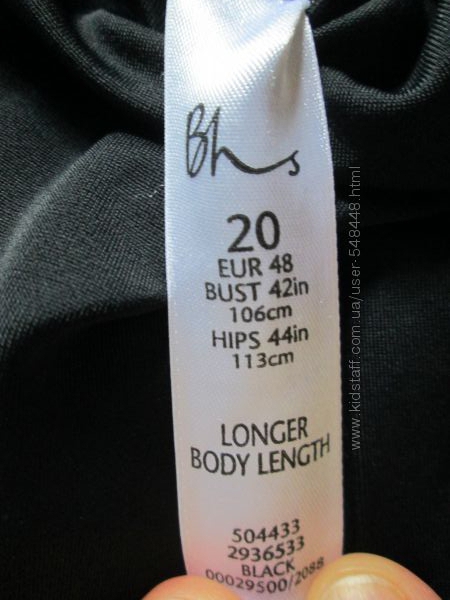 Bhs
20
EUR 48
BUST 42in
106cm
HIPS 44in
113cm
LONGER
BODY LENGTH
504433
2936533
BLACK
00029500/2088
www.kidstaff.com.ua/user-548448.html